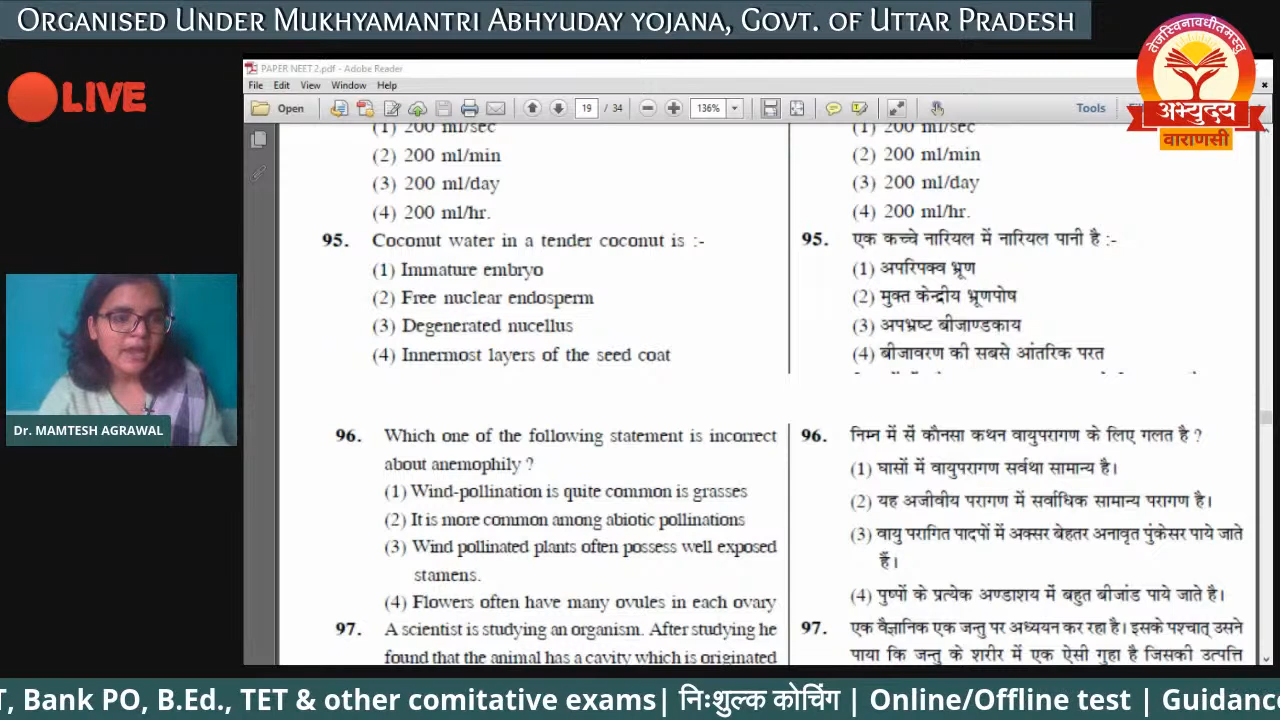 ORGANISED UNDER MUKHYAMANTRI ABHYUDAY YOJANA, GOVT. OF UTTAR PRADESH
तेजस्विनावधीतमस्तु
अभ्युदय
वाराणसी
LIVE
PAPER NEET 2.pdf - Adobe Reader
File Edit View Window Help
Open 19 / 34 136% Tools
(1) 200 ml/sec
(2) 200 ml/min
(3) 200 ml/day
(4) 200 ml/hr.
95. Coconut water in a tender coconut is :-
(1) Immature embryo
(2) Free nuclear endosperm
(3) Degenerated nucellus
(4) Innermost layers of the seed coat
96. Which one of the following statement is incorrect
about anemophily ?
(1) Wind-pollination is quite common is grasses
(2) It is more common among abiotic pollinations
(3) Wind pollinated plants often possess well exposed
stamens.
(4) Flowers often have many ovules in each ovary
97. A scientist is studying an organism. After studying he
found that the animal has a cavity which is originated
(1) 200 ml/sec
(2) 200 ml/min
(3) 200 ml/day
(4) 200 ml/hr.
95. एक कच्चे नारियल में नारियल पानी है :-
(1) अपरिपक्व भ्रूण
(2) मुक्त केन्द्रीय भ्रूणपोष
(3) अपभ्रष्ट बीजाण्डकाय
(4) बीजावरण की सबसे आंतरिक परत
96. निम्न में सें कौनसा कथन वायुपरागण के लिए गलत है ?
(1) घासों में वायुपरागण सर्वथा सामान्य है।
(2) यह अजीवीय परागण में सर्वाधिक सामान्य परागण है।
(3) वायु परागित पादपों में अक्सर बेहतर अनावृत पुंकेसर पाये जाते
हैं।
(4) पुष्पों के प्रत्येक अण्डाशय में बहुत बीजांड पाये जाते है।
97. एक वैज्ञानिक एक जन्तु पर अध्ययन कर रहा है। इसके पश्चात् उसने
पाया कि जन्तु के शरीर में एक ऐसी गुहा है जिसकी उत्पत्ति
Dr. MAMTESH AGRAWAL
T, Bank PO, B.Ed., TET & other comitative exams| निःशुल्क कोचिंग | Online/Offline test | Guidanc